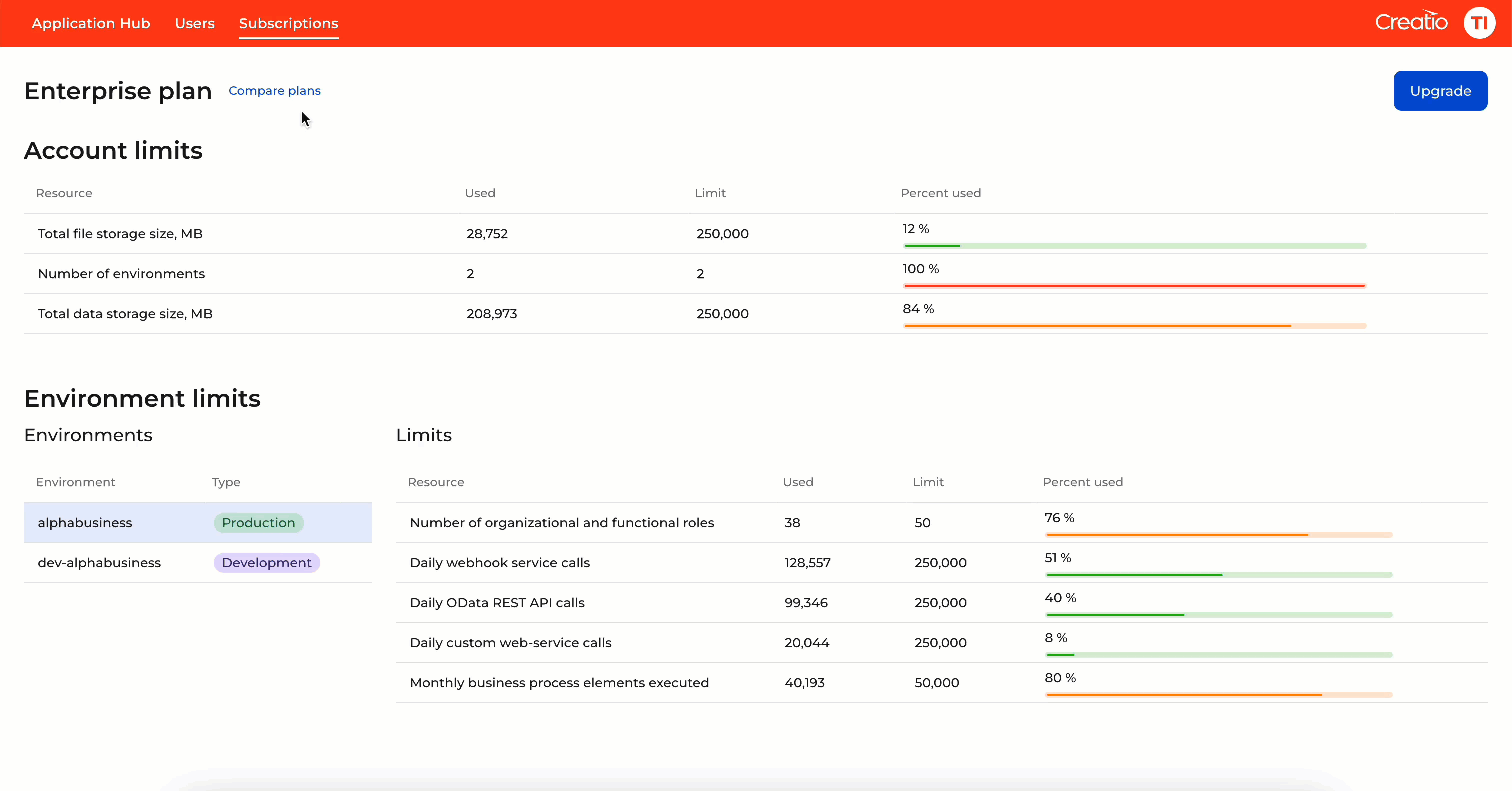 Application Hub Users Subscriptions Creatio TI
Enterprise plan Compare plans Upgrade
Account limits
Resource Used Limit Percent used
Total file storage size, MB 28,752 250,000 12 %
Number of environments 2 2 100 %
Total data storage size, MB 208,973 250,000 84 %
Environment limits
Environments
Environment Type
alphabusiness Production
dev-alphabusiness Development
Limits
Resource Used Limit Percent used
Number of organizational and functional roles 38 50 76 %
Daily webhook service calls 128,557 250,000 51 %
Daily OData REST API calls 99,346 250,000 40 %
Daily custom web-service calls 20,044 250,000 8 %
Monthly business process elements executed 40,193 50,000 80 %